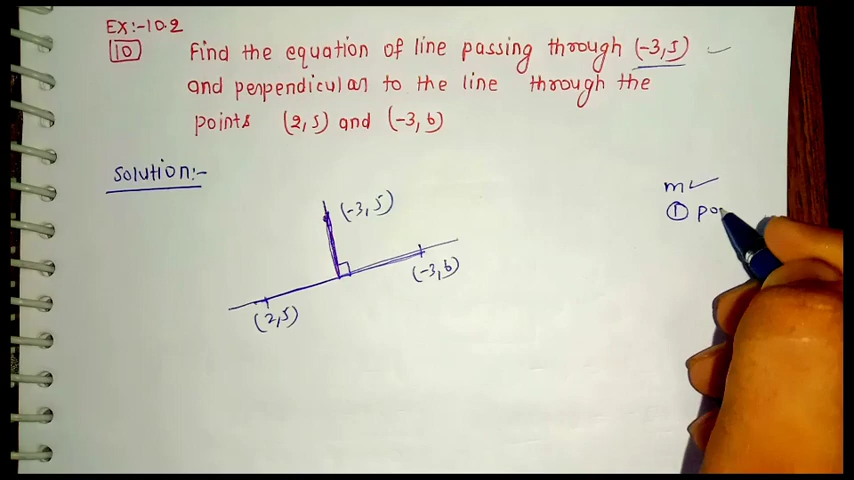 Ex:-10.2
10 Find the equation of line passing through (-3,5)
and perpendicular to the line through the
points (2,5) and (-3,6)
Solution:-
(-3,5)
(-3,6)
(2,5)
m
① po